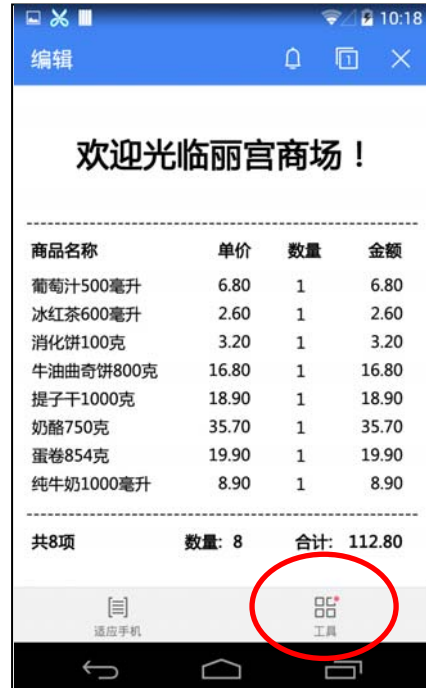 10:18
编辑
1
欢迎光临丽宫商场！
商品名称 单价 数量 金额
葡萄汁500毫升 6.80 1 6.80
冰红茶600毫升 2.60 1 2.60
消化饼100克 3.20 1 3.20
牛油曲奇饼800克 16.80 1 16.80
提子干1000克 18.90 1 18.90
奶酪750克 35.70 1 35.70
蛋卷854克 19.90 1 19.90
纯牛奶1000毫升 8.90 1 8.90
共8项 数量: 8 合计: 112.80
适应手机 工具